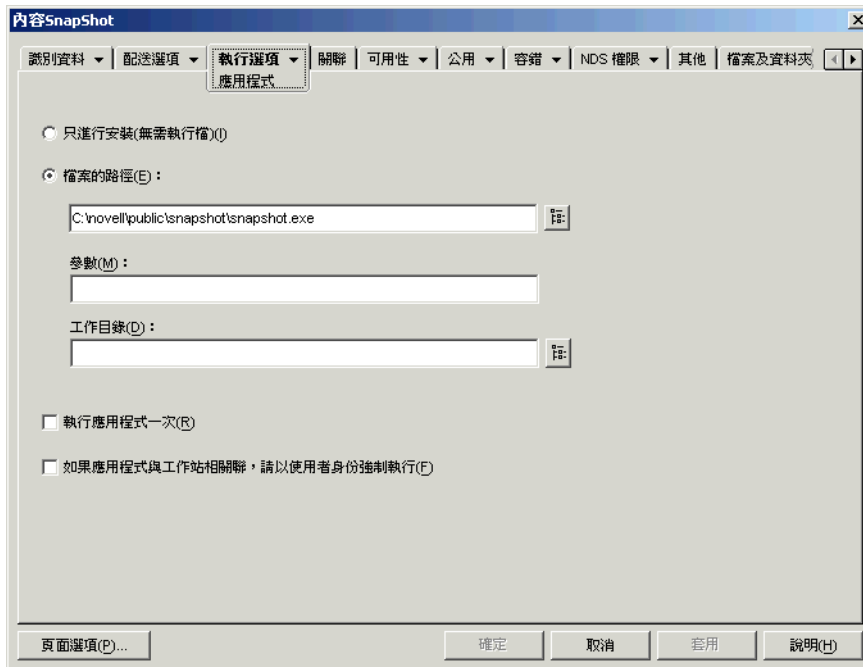 內容SnapShot
識別資料 配送選項 執行選項 關聯 可用性 公用 容錯 NDS 權限 其他 檔案及資料夾
應用程式
只進行安裝(無需執行檔)(I)
檔案的路徑(E)：
C:\novell\public\snapshot\snapshot.exe
參數(M)：
工作目錄(D)：
執行應用程式一次(R)
如果應用程式與工作站相關聯，請以使用者身份強制執行(F)
頁面選項(P)... 確定 取消 套用 說明(H)